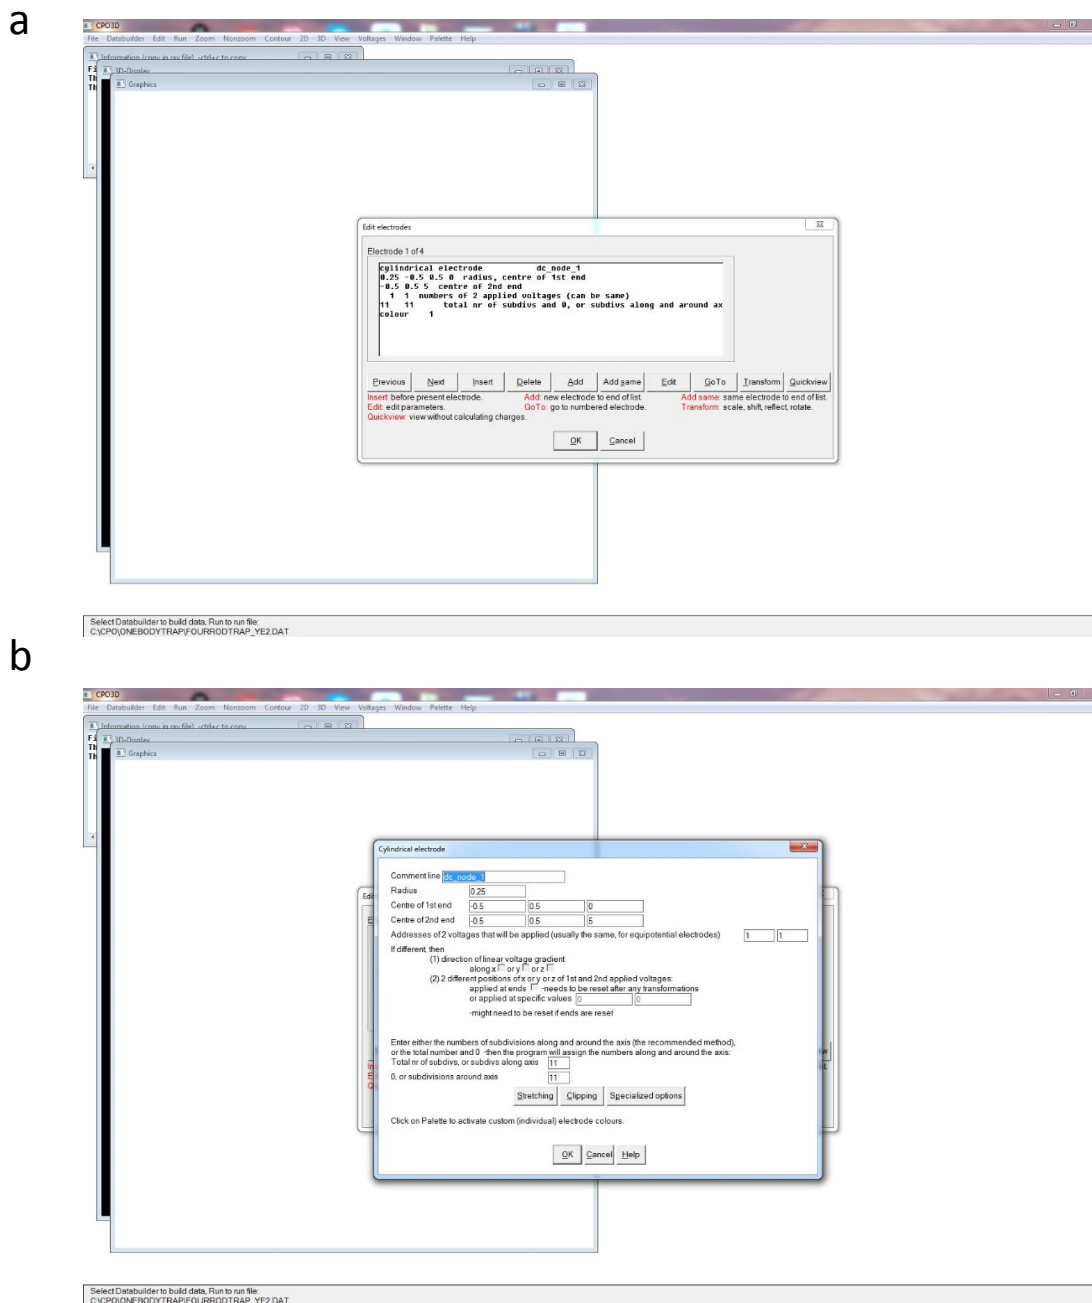 a
CPO3D
File Databuilder Edit Run Zoom Nonzoom Contour 2D 3D View Voltages Window Palette Help
Information (copy in ray file) -ctrl+c to copy
3D-Display
Th
Graphics
Th
Edit electrodes
Electrode 1 of 4
cylindrical electrode dc_node_1
0.25 -0.5 0.5 0 radius, centre of 1st end
-0.5 0.5 5 centre of 2nd end
1 1 numbers of 2 applied voltages (can be same)
11 11 total nr of subdivs and 0, or subdivs along and around ax
colour 1
Previous Next Insert Delete Add Add same Edit GoTo Transform Quickview
Insert: before present electrode. Add: new electrode to end of list. Add same: same electrode to end of list.
Edit: edit parameters. GoTo: go to numbered electrode. Transform: scale, shift, reflect, rotate.
Quickview: view without calculating charges.
OK Cancel
Select Databuilder to build data, Run to run file:
C:\CPO\ONEBODYTRAP\FOURRODTRAP_YE2.DAT
b
CPO3D
File Databuilder Edit Run Zoom Nonzoom Contour 2D 3D View Voltages Window Palette Help
Information (copy in ray file) -ctrl+c to copy
3D-Display
Th
Graphics
Th
Cylindrical electrode
Comment line dc_node_1
Radius 0.25
Centre of 1st end -0.5 0.5 0
Centre of 2nd end -0.5 0.5 5
Addresses of 2 voltages that will be applied (usually the same, for equipotential electrodes) 1 1
If different, then
(1) direction of linear voltage gradient
along x or y or z
(2) 2 different positions of x or y or z of 1st and 2nd applied voltages:
applied at ends -needs to be reset after any transformations
or applied at specific values 0 0
-might need to be reset if ends are reset
Enter either the numbers of subdivisions along and around the axis (the recommended method),
or the total number and 0 -then the program will assign the numbers along and around the axis:
Total nr of subdivs, or subdivs along axis 11
0, or subdivisions around axis 11
Stretching Clipping Specialized options
Click on Palette to activate custom (individual) electrode colours.
OK Cancel Help
Select Databuilder to build data, Run to run file:
C:\CPO\ONEBODYTRAP\FOURRODTRAP_YE2.DAT